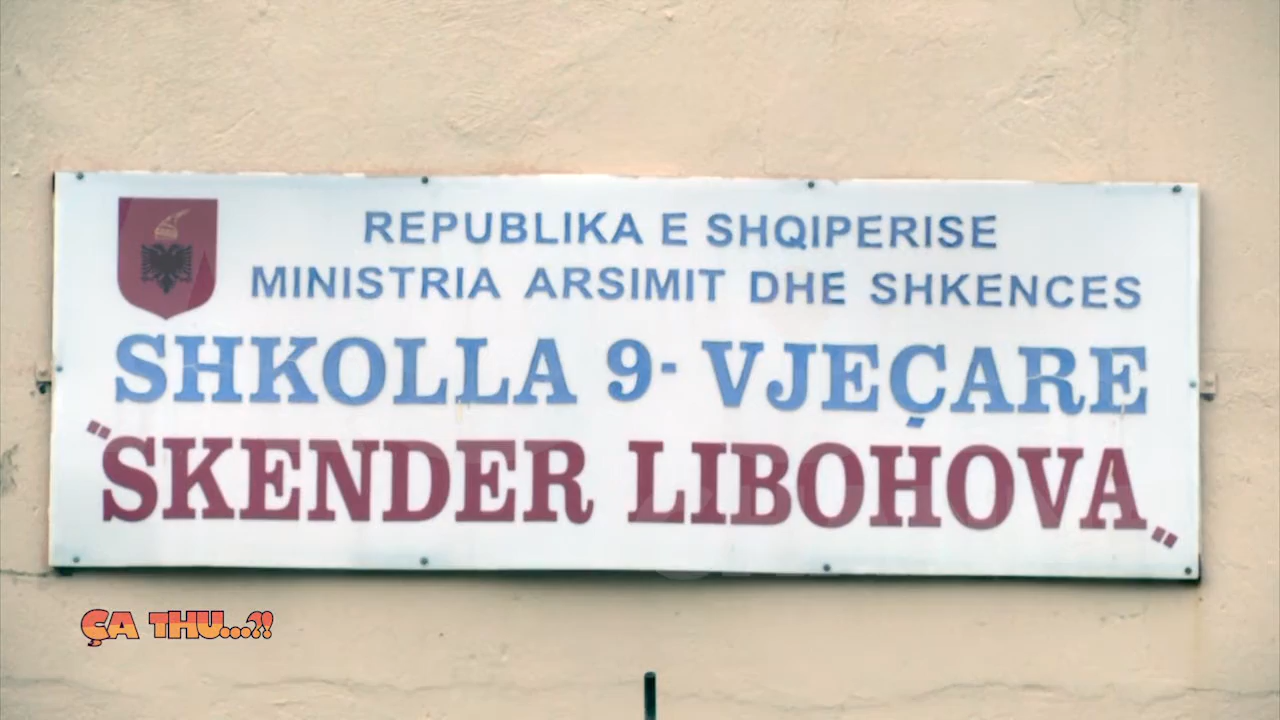 REPUBLIKA E SHQIPERISE
MINISTRIA ARSIMIT DHE SHKENCES
SHKOLLA 9- VJEÇARE
"SKENDER LIBOHOVA"
ÇA THU...?!